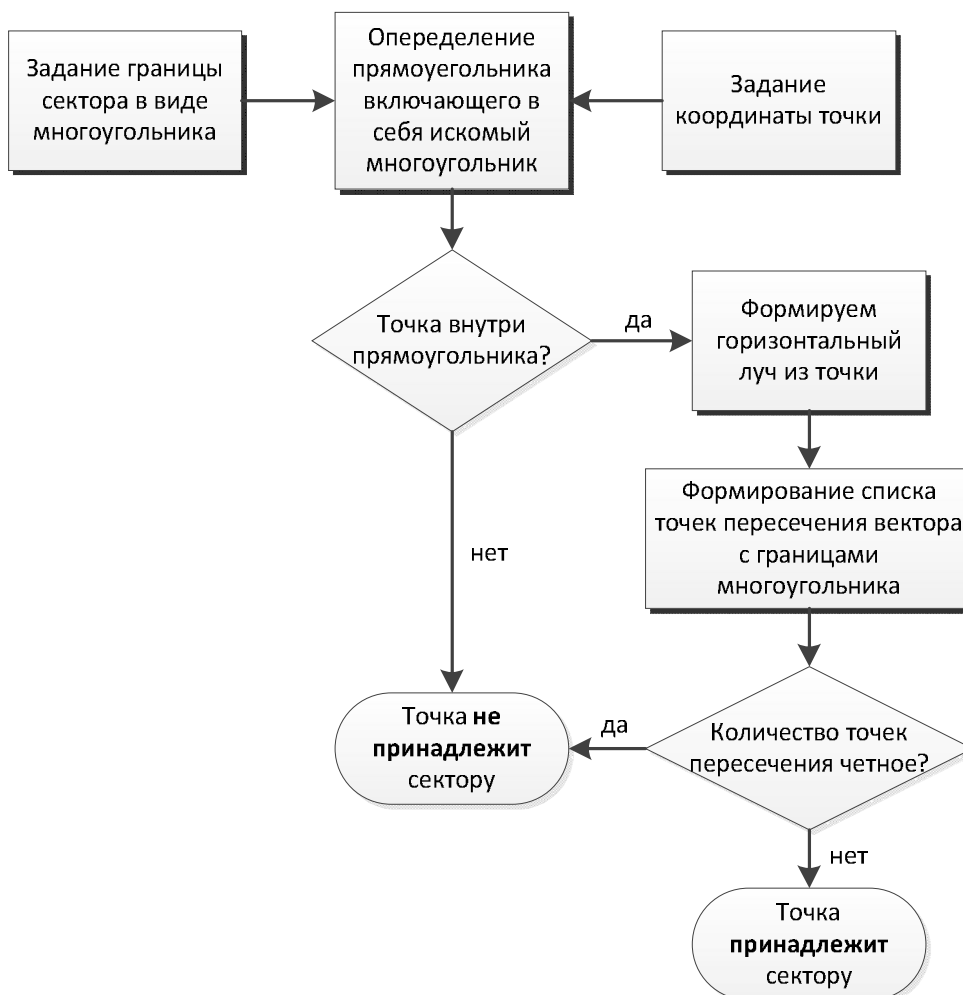 Задание границы
сектора в виде
многоугольника
Опеределение
прямоуегольника
включающего в
себя искомый
многоугольник
Задание
координаты точки
Точка внутри
прямоугольника?
да
Формируем
горизонтальный
луч из точки
Формирование списка
точек пересечения вектора
с границами
многоугольника
нет
Точка не
принадлежит
сектору
да
Количество точек
пересечения четное?
нет
Точка
принадлежит
сектору